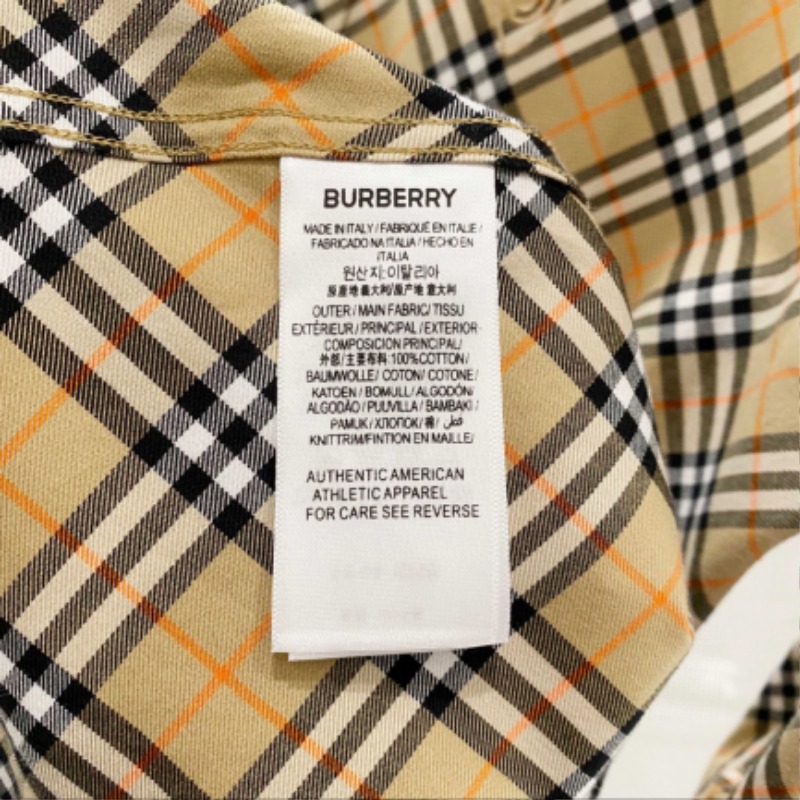 BURBERRY
MADE IN ITALY / FABRIQUÉ EN ITALIE /
FABRICADO NA ITALIA / HECHO EN
ITALIA
원산지:이탈리아
原産地 義大利/原产地 意大利
OUTER / MAIN FABRIC/ TISSU
EXTÉRIEUR / PRINCIPAL / EXTERIOR-
COMPOSICION PRINCIPAL/
外部/主要布料 100%COTTON/
BAUMWOLLE/ COTON/ COTONE/
KATOEN / BOMULL/ ALGODÓN/
ALGODÃO / PUUVILLA / BAMBAKI /
PAMUK / ХЛОПОК/ 棉/ قطن /
KNITTRIM/FINTION EN MAILLE/
AUTHENTIC AMERICAN
ATHLETIC APPAREL
FOR CARE SEE REVERSE